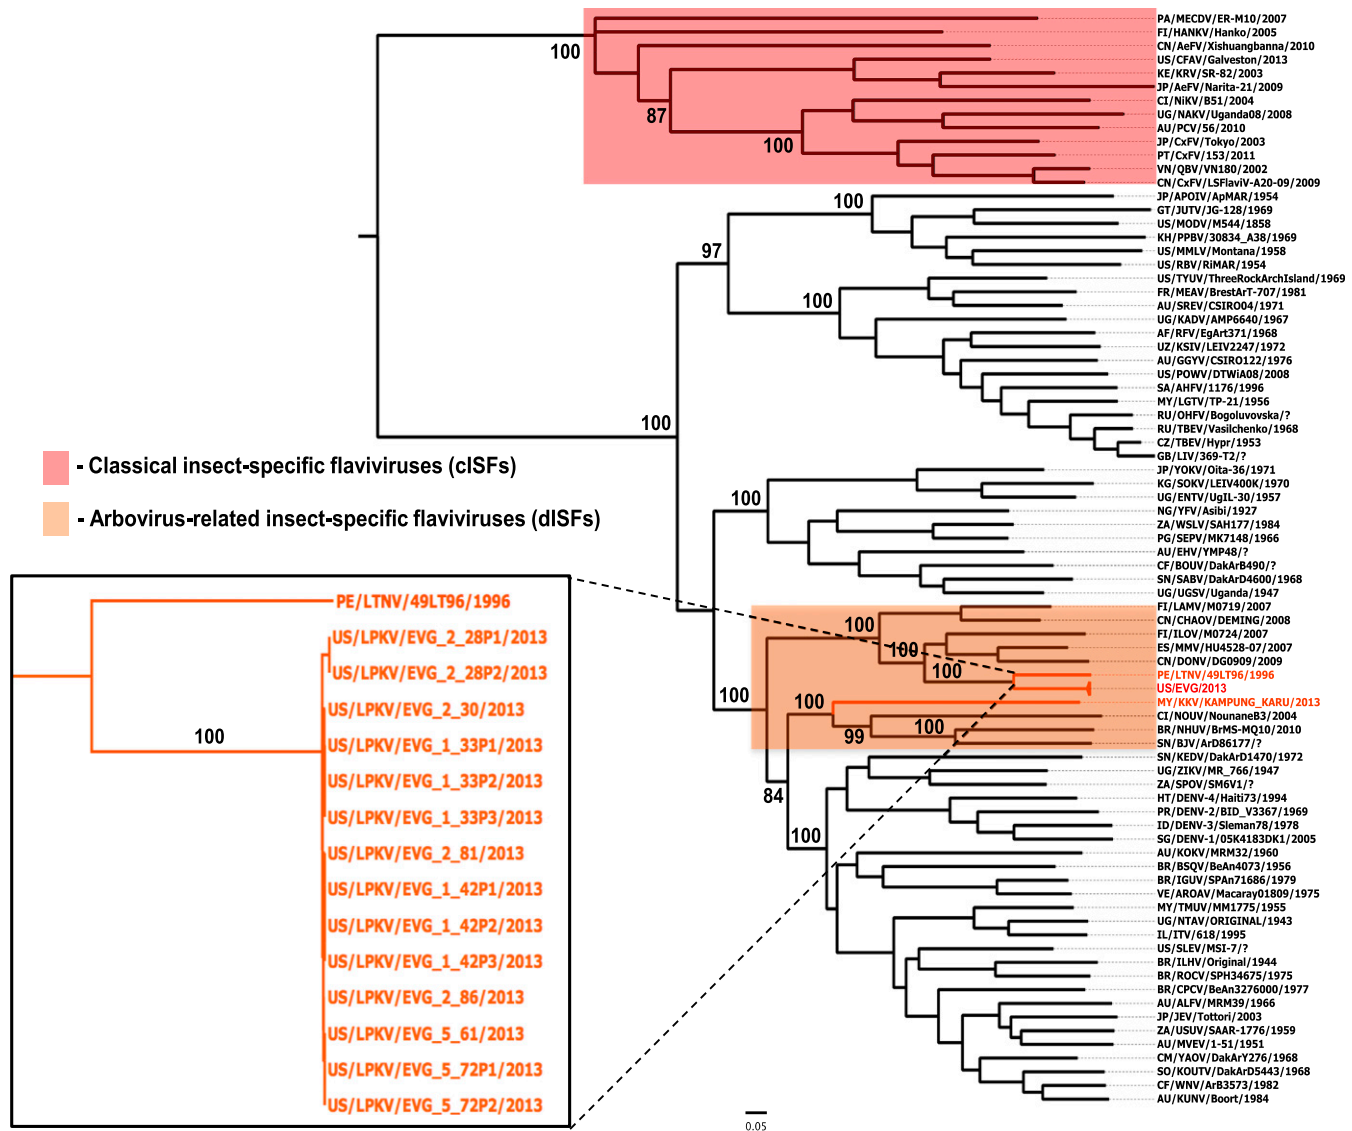 PA/MECDV/ER-M10/2007
FI/HANKV/Hanko/2005
CN/AeFV/Xishuangbanna/2010
US/CFAV/Galveston/2013
KE/KRV/SR-82/2003
JP/AeFV/Narita-21/2009
CI/NiKV/B51/2004
UG/NAKV/Uganda08/2008
AU/PCV/56/2010
JP/CxFV/Tokyo/2003
PT/CxFV/153/2011
VN/QBV/VN180/2002
CN/CxFV/LSFlaviV-A20-09/2009
JP/APOIV/ApMAR/1954
GT/JUTV/JG-128/1969
US/MODV/M544/1858
KH/PPBV/30834_A38/1969
US/MMLV/Montana/1958
US/RBV/RiMAR/1954
US/TYUV/ThreeRockArchIsland/1969
FR/MEAV/BrestArT-707/1981
AU/SREV/CSIRO04/1971
UG/KADV/AMP6640/1967
AF/RFV/EgArt371/1968
UZ/KSIV/LEIV2247/1972
AU/GGYV/CSIRO122/1976
US/POWV/DTWiA08/2008
SA/AHFV/1176/1996
MY/LGTV/TP-21/1956
RU/OHFV/Bogoluvovska/?
RU/TBEV/Vasilchenko/1968
CZ/TBEV/Hypr/1953
GB/LIV/369-T2/?
JP/YOKV/Oita-36/1971
KG/SOKV/LEIV400K/1970
UG/ENTV/UgIL-30/1957
NG/YFV/Asibi/1927
ZA/WSLV/SAH177/1984
PG/SEPV/MK7148/1966
AU/EHV/YMP48/?
CF/BOUV/DakArB490/?
SN/SABV/DakArD4600/1968
UG/UGSV/Uganda/1947
FI/LAMV/M0719/2007
CN/CHAOV/DEMING/2008
FI/ILOV/M0724/2007
ES/MMV/HU4528-07/2007
CN/DONV/DG0909/2009
PE/LTNV/49LT96/1996
US/EVG/2013
MY/KKV/KAMPUNG_KARU/2013
CI/NOUV/NounaneB3/2004
BR/NHUV/BrMS-MQ10/2010
SN/BJV/ArD86177/?
SN/KEDV/DakArD1470/1972
UG/ZIKV/MR_766/1947
ZA/SPOV/SM6V1/?
HT/DENV-4/Haiti73/1994
PR/DENV-2/BID_V3367/1969
ID/DENV-3/Sleman78/1978
SG/DENV-1/05K4183DK1/2005
AU/KOKV/MRM32/1960
BR/BSQV/BeAn4073/1956
BR/IGUV/SPAn71686/1979
VE/AROAV/Macaray01809/1975
MY/TMUV/MM1775/1955
UG/NTAV/ORIGINAL/1943
IL/ITV/618/1995
US/SLEV/MSI-7/?
BR/ILHV/Original/1944
BR/ROCV/SPH34675/1975
BR/CPCV/BeAn3276000/1977
AU/ALFV/MRM39/1966
JP/JEV/Tottori/2003
ZA/USUV/SAAR-1776/1959
AU/MVEV/1-51/1951
CM/YAOV/DakArY276/1968
SO/KOUTV/DakArD5443/1968
CF/WNV/ArB3573/1982
AU/KUNV/Boort/1984
100
87
100
100
97
100
100
100
100
100
100
100
100
99
100
84
100
- Classical insect-specific flaviviruses (cISFs)
- Arbovirus-related insect-specific flaviviruses (dISFs)
PE/LTNV/49LT96/1996
US/LPKV/EVG_2_28P1/2013
US/LPKV/EVG_2_28P2/2013
US/LPKV/EVG_2_30/2013
US/LPKV/EVG_1_33P1/2013
US/LPKV/EVG_1_33P2/2013
US/LPKV/EVG_1_33P3/2013
US/LPKV/EVG_2_81/2013
US/LPKV/EVG_1_42P1/2013
US/LPKV/EVG_1_42P2/2013
US/LPKV/EVG_1_42P3/2013
US/LPKV/EVG_2_86/2013
US/LPKV/EVG_5_61/2013
US/LPKV/EVG_5_72P1/2013
US/LPKV/EVG_5_72P2/2013
100
0.05